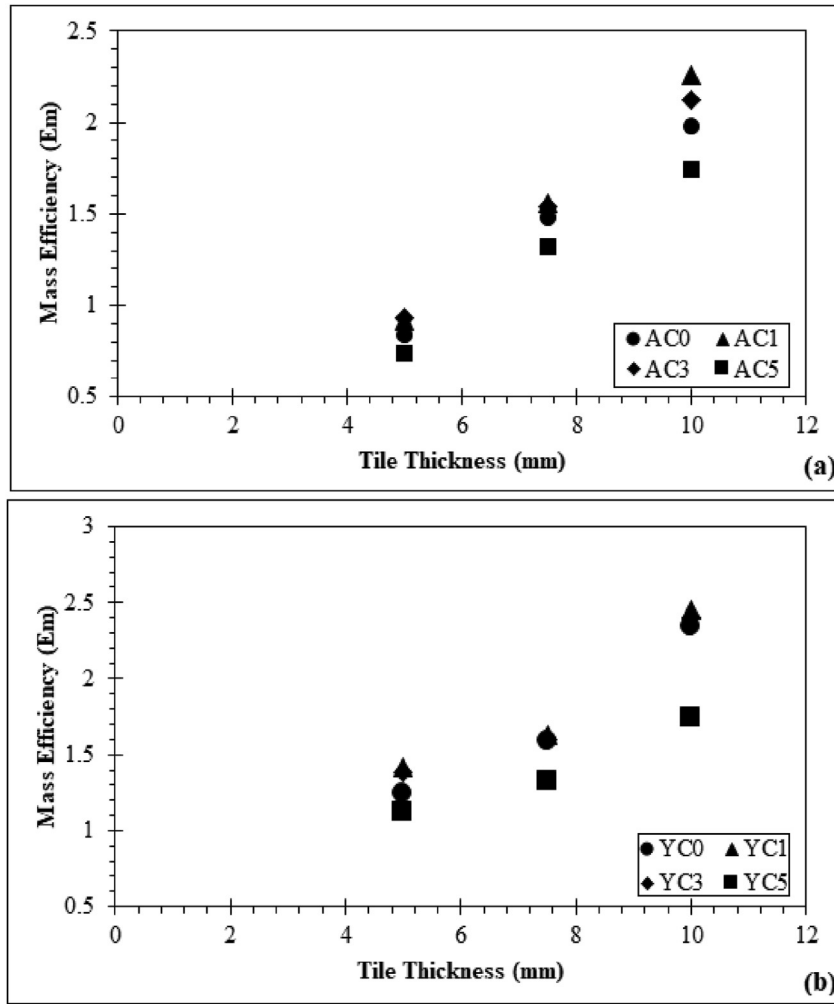 2.5
2
1.5
1
0.5
Mass Efficiency (Em)
AC0 AC1
AC3 AC5
0 2 4 6 8 10 12
Tile Thickness (mm)
(a)
3
2.5
2
1.5
1
0.5
Mass Efficiency (Em)
YC0 YC1
YC3 YC5
0 2 4 6 8 10 12
Tile Thickness (mm)
(b)